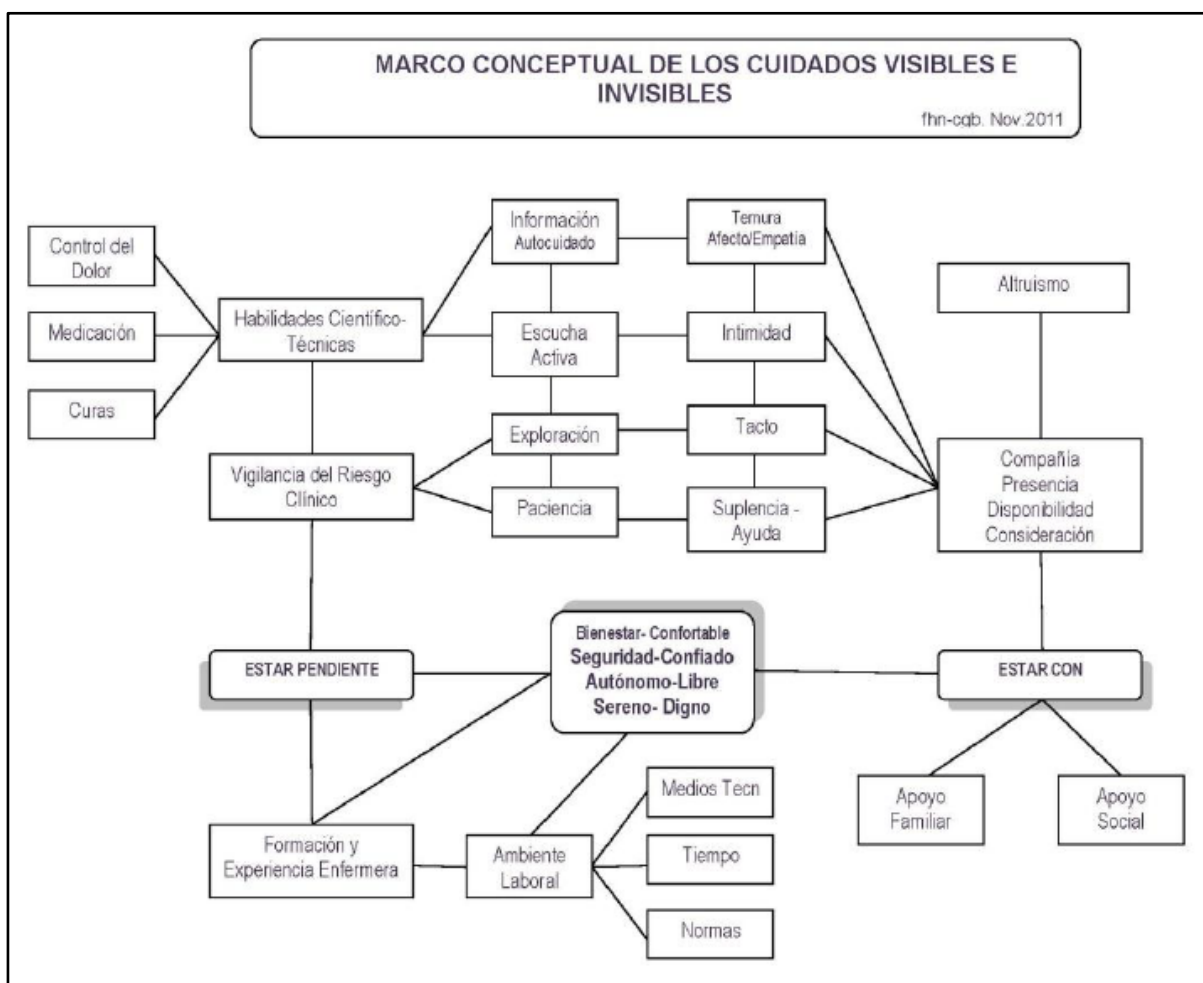 MARCO CONCEPTUAL DE LOS CUIDADOS VISIBLES E
INVISIBLES
fhn-cgb. Nov.2011
Control del
Dolor
Medicación
Curas
Habilidades Científico-
Técnicas
Vigilancia del Riesgo
Clínico
Información
Autocuidado
Escucha
Activa
Exploración
Paciencia
Ternura
Afecto/Empatía
Intimidad
Tacto
Suplencia -
Ayuda
Altruismo
Compañía
Presencia
Disponibilidad
Consideración
ESTAR PENDIENTE
Bienestar- Confortable
Seguridad-Confiado
Autónomo-Libre
Sereno- Digno
ESTAR CON
Formación y
Experiencia Enfermera
Ambiente
Laboral
Medios Tecn
Tiempo
Normas
Apoyo
Familiar
Apoyo
Social